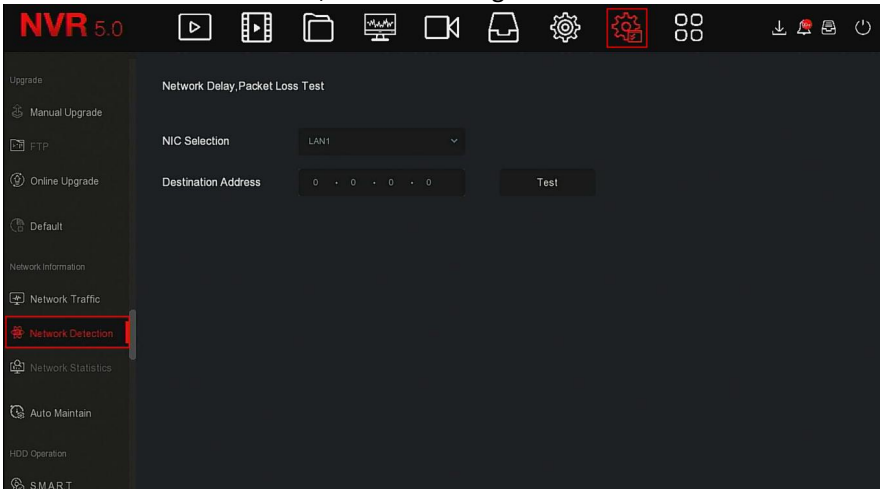 NVR 5.0
Upgrade
Manual Upgrade
FTP
Online Upgrade
Default
Network Information
Network Traffic
Network Detection
Network Statistics
Auto Maintain
HDD Operation
S.M.A.R.T
Network Delay,Packet Loss Test
NIC Selection LAN1
Destination Address 0 . 0 . 0 . 0 Test